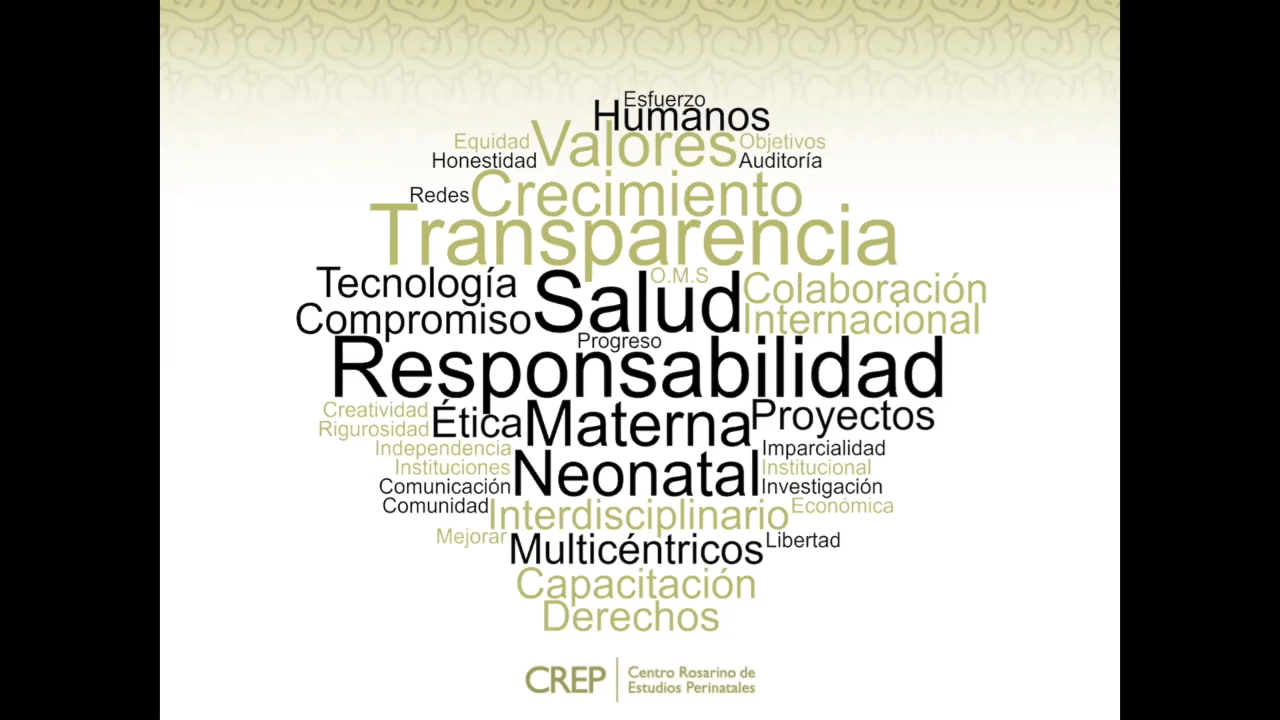 Esfuerzo
Humanos
Equidad Valores Objetivos
Honestidad Auditoría
Redes Crecimiento
Transparencia
Tecnología Salud O.M.S Colaboración
Compromiso Internacional
Progreso
Responsabilidad
Creatividad Ética Materna Proyectos
Rigurosidad
Independencia Imparcialidad
Instituciones Neonatal Institucional
Comunicación Investigación
Comunidad Interdisciplinario Económica
Mejorar Multicéntricos Libertad
Capacitación
Derechos
CREP Centro Rosarino de
Estudios Perinatales